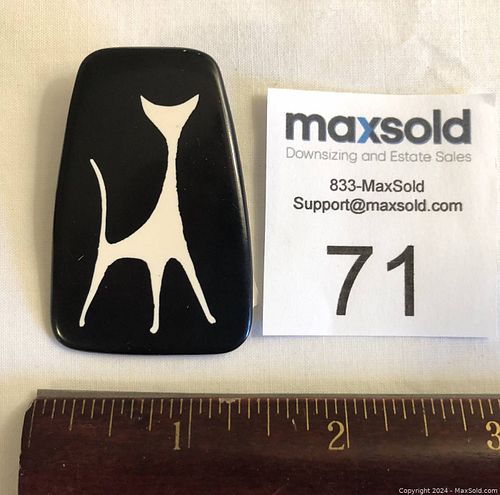 maxsold
Downsizing and Estate Sales
833-MaxSold
Support@maxsold.com
71
1 2 3
Copyright 2024 - MaxSold.com